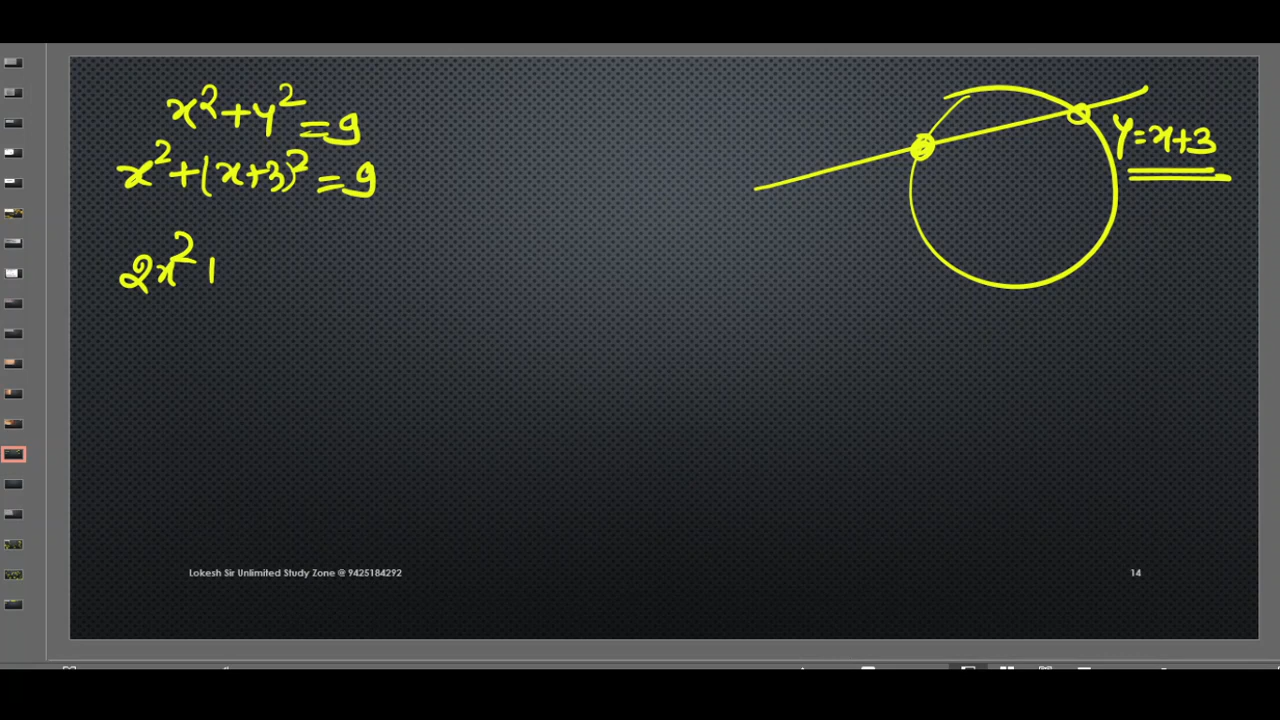 x²+y²=9
x²+(x+3)²=9
2x² +
y=x+3
Lokesh Sir Unlimited Study Zone @ 9425184292
14